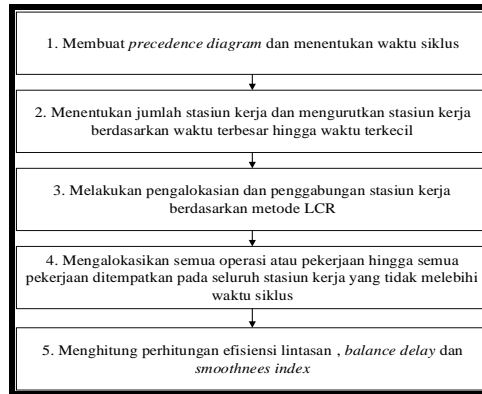 1. Membuat precedence diagram dan menentukan waktu siklus
2. Menentukan jumlah stasiun kerja dan mengurutkan stasiun kerja
berdasarkan waktu terbesar hingga waktu terkecil
3. Melakukan pengalokasian dan penggabungan stasiun kerja
berdasarkan metode LCR
4. Mengalokasikan semua operasi atau pekerjaan hingga semua
pekerjaan ditempatkan pada seluruh stasiun kerja yang tidak melebihi
waktu siklus
5. Menghitung perhitungan efisiensi lintasan , balance delay dan
smoothnees index